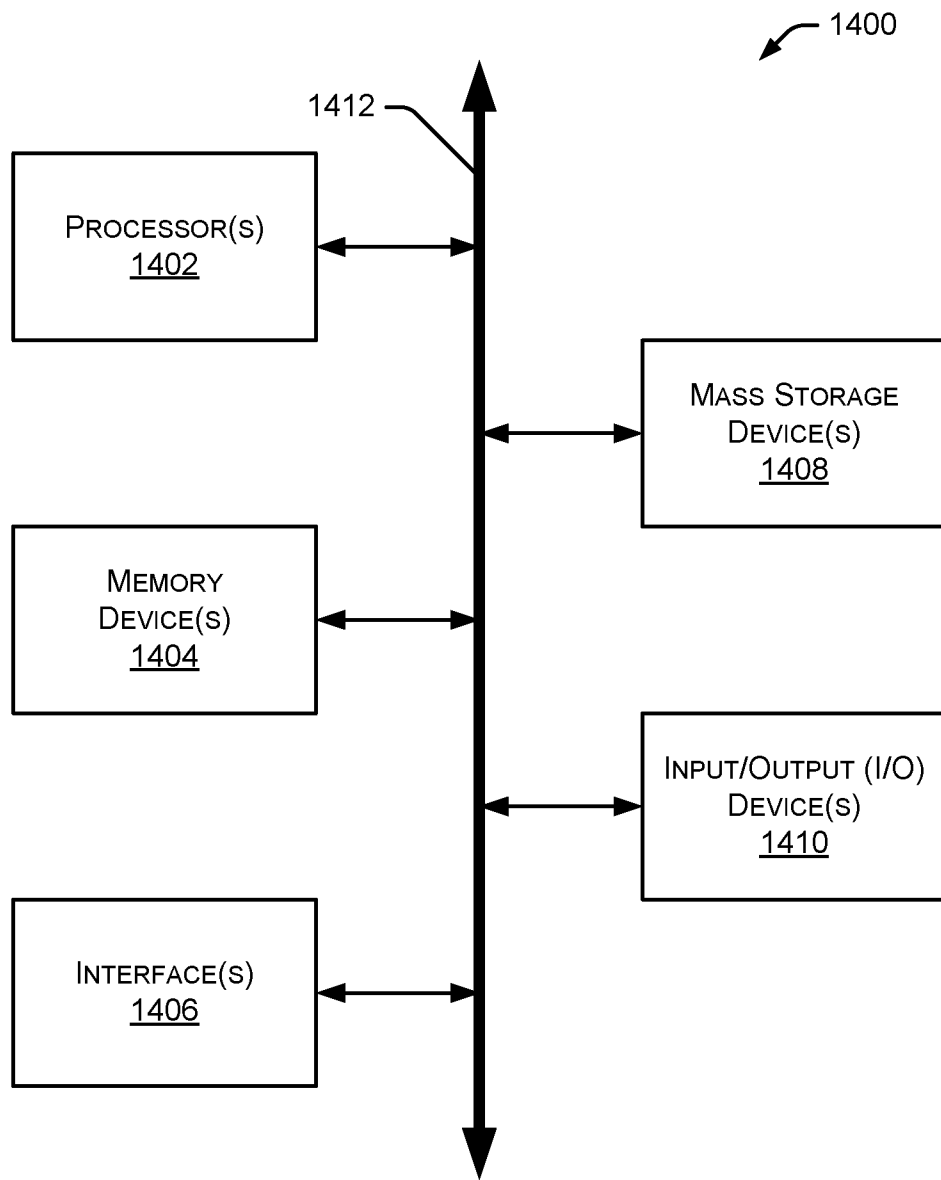 1400
1412
PROCESSOR(S)
1402
MASS STORAGE
DEVICE(S)
1408
MEMORY
DEVICE(S)
1404
INPUT/OUTPUT (I/O)
DEVICE(S)
1410
INTERFACE(S)
1406